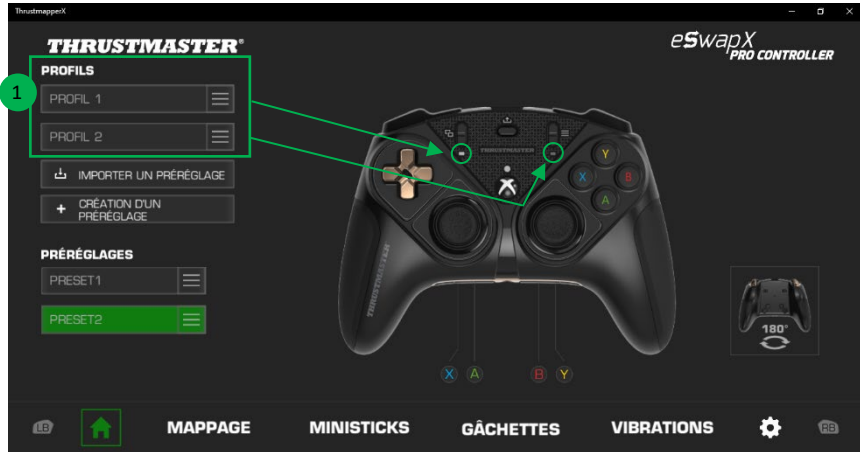 ThrustmapperX
THRUSTMASTER®
eSwapX
PRO CONTROLLER
PROFILS
1
PROFIL 1
PROFIL 2
IMPORTER UN PRÉRÉGLAGE
+ CRÉATION D'UN
PRÉRÉGLAGE
PRÉRÉGLAGES
PRESET1
PRESET2
THRUSTMASTER
Y
X
B
A
THRUSTMASTER
180°
X A B Y
LB
MAPPAGE
MINISTICKS
GÂCHETTES
VIBRATIONS
RB